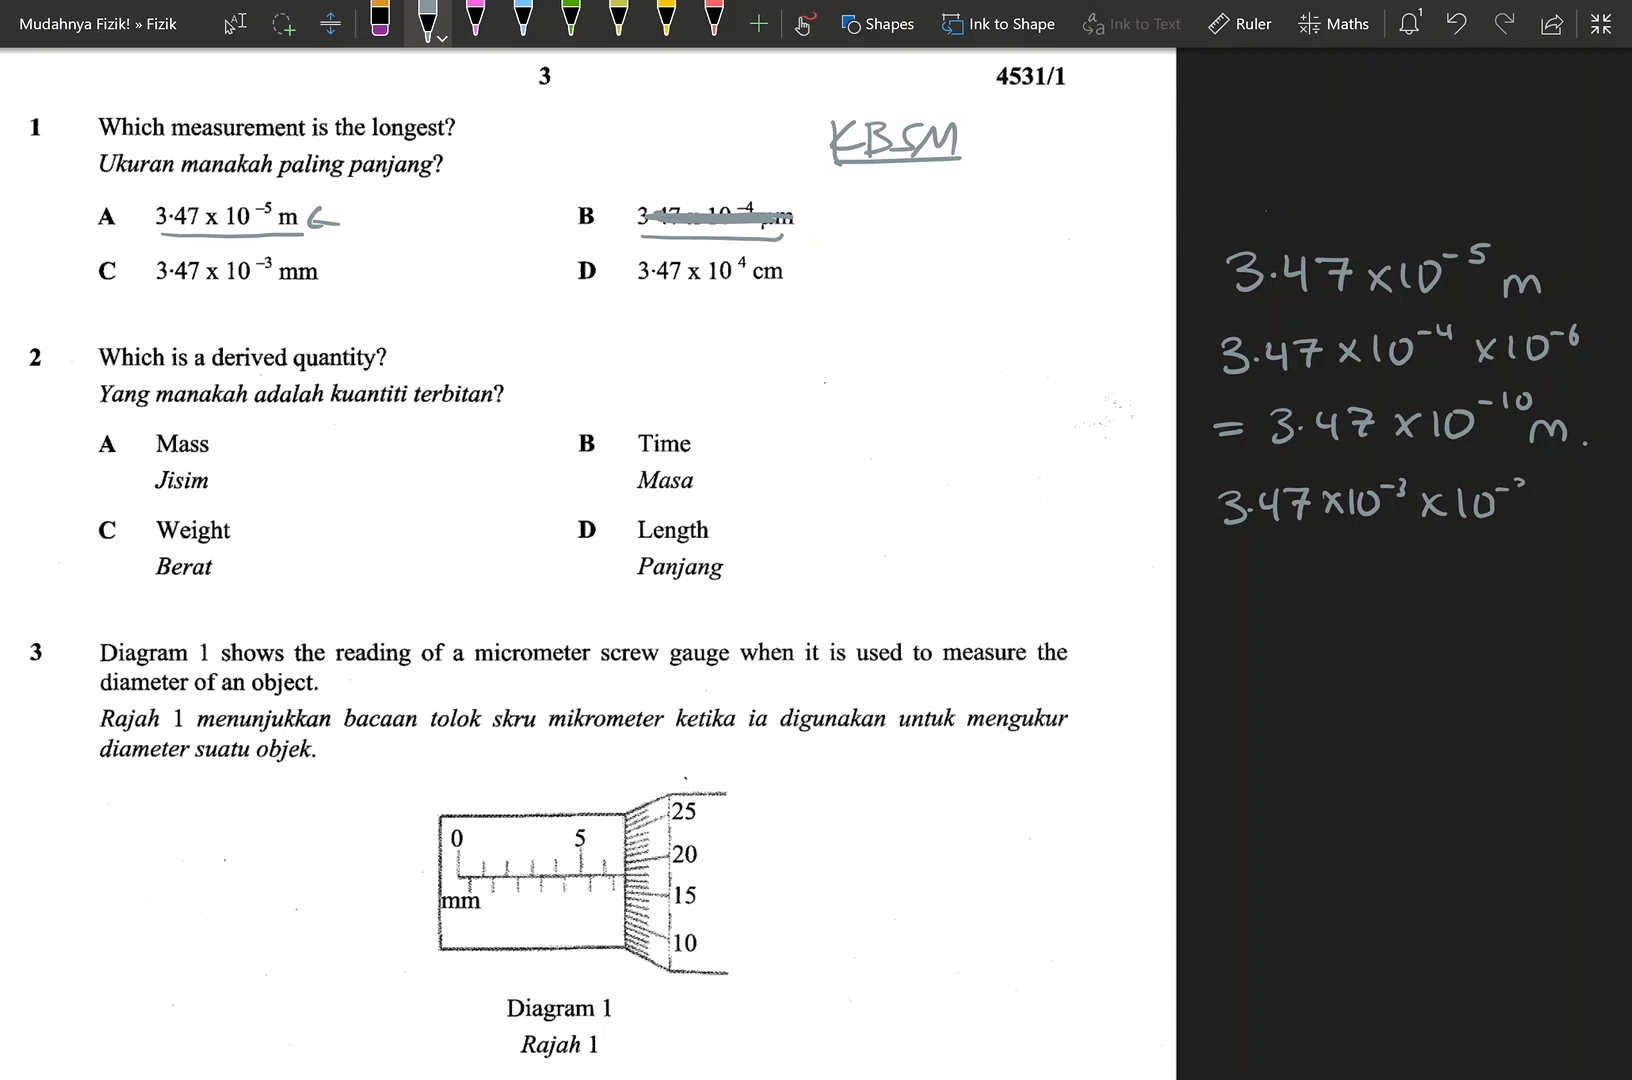 Mudahnya Fizik! » Fizik
Shapes
Ink to Shape
Ink to Text
Ruler
Maths
1
3
4531/1
KBSM
1 Which measurement is the longest?
Ukuran manakah paling panjang?
A 3·47 x 10 ⁻⁵ m
B
C 3·47 x 10 ⁻³ mm
D 3·47 x 10 ⁴ cm
2 Which is a derived quantity?
Yang manakah adalah kuantiti terbitan?
A Mass
Jisim
B Time
Masa
C Weight
Berat
D Length
Panjang
3 Diagram 1 shows the reading of a micrometer screw gauge when it is used to measure the
diameter of an object.
Rajah 1 menunjukkan bacaan tolok skru mikrometer ketika ia digunakan untuk mengukur
diameter suatu objek.
0 5
mm
25
20
15
10
Diagram 1
Rajah 1
3.47 ×10⁻⁵ m
3.47 ×10⁻⁴ ×10⁻⁶
= 3.47 ×10⁻¹⁰ m.
3.47 ×10⁻³ ×10⁻